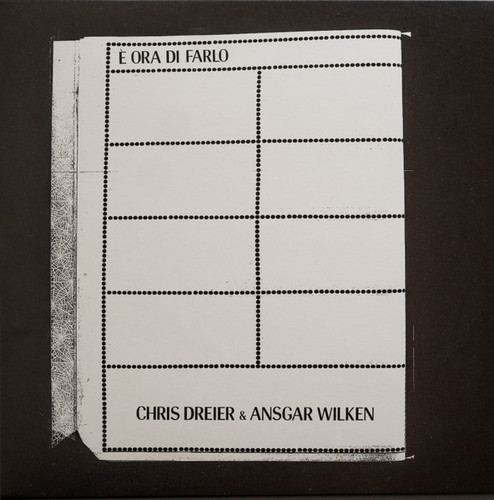 È ORA DI FARLO
CHRIS DREIER & ANSGAR WILKEN